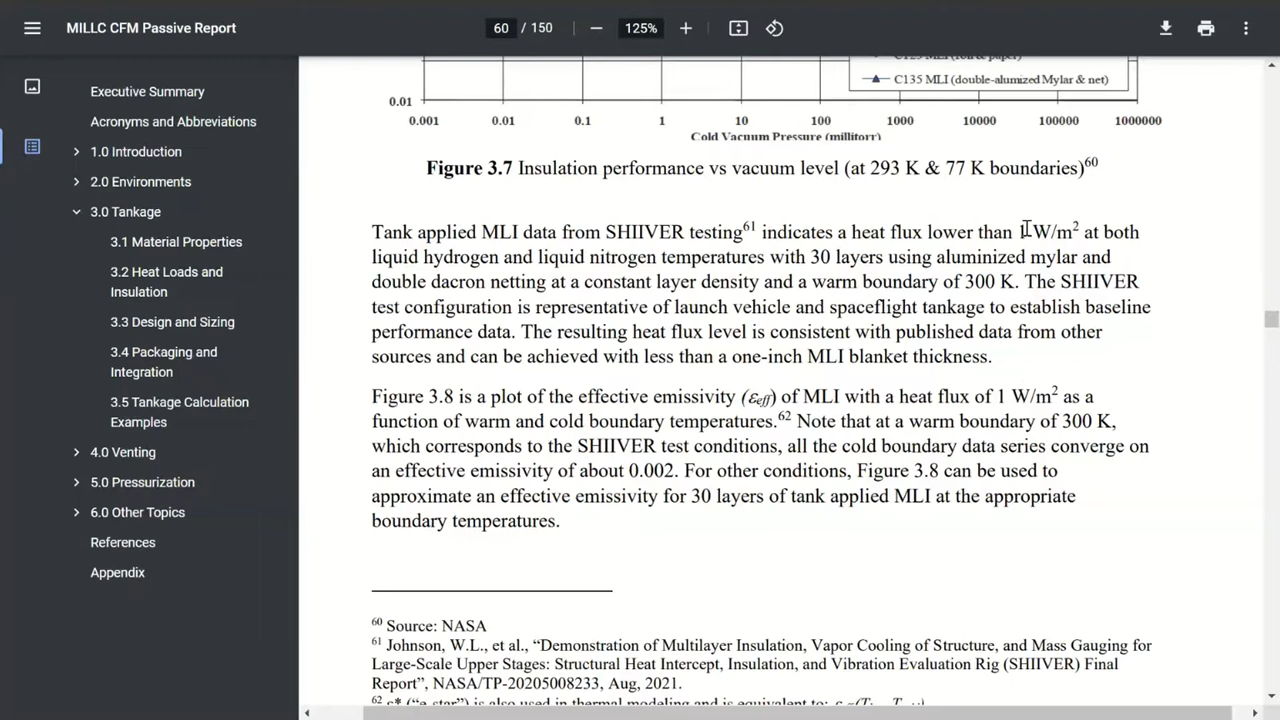 MILLC CFM Passive Report
60 / 150
125%
Executive Summary
Acronyms and Abbreviations
1.0 Introduction
2.0 Environments
3.0 Tankage
3.1 Material Properties
3.2 Heat Loads and
Insulation
3.3 Design and Sizing
3.4 Packaging and
Integration
3.5 Tankage Calculation
Examples
4.0 Venting
5.0 Pressurization
6.0 Other Topics
References
Appendix
C135 MLI (double-alumized Mylar & net)
0.01
0.001 0.01 0.1 1 10 100 1000 10000 100000 1000000
Cold Vacuum Pressure (millitorr)
Figure 3.7 Insulation performance vs vacuum level (at 293 K & 77 K boundaries)60
Tank applied MLI data from SHIIVER testing61 indicates a heat flux lower than 1 W/m2 at both
liquid hydrogen and liquid nitrogen temperatures with 30 layers using aluminized mylar and
double dacron netting at a constant layer density and a warm boundary of 300 K. The SHIIVER
test configuration is representative of launch vehicle and spaceflight tankage to establish baseline
performance data. The resulting heat flux level is consistent with published data from other
sources and can be achieved with less than a one-inch MLI blanket thickness.
Figure 3.8 is a plot of the effective emissivity (εeff) of MLI with a heat flux of 1 W/m2 as a
function of warm and cold boundary temperatures.62 Note that at a warm boundary of 300 K,
which corresponds to the SHIIVER test conditions, all the cold boundary data series converge on
an effective emissivity of about 0.002. For other conditions, Figure 3.8 can be used to
approximate an effective emissivity for 30 layers of tank applied MLI at the appropriate
boundary temperatures.
60 Source: NASA
61 Johnson, W.L., et al., “Demonstration of Multilayer Insulation, Vapor Cooling of Structure, and Mass Gauging for
Large-Scale Upper Stages: Structural Heat Intercept, Insulation, and Vibration Evaluation Rig (SHIIVER) Final
Report”, NASA/TP-20205008233, Aug, 2021.
62 e* (“e star”) is also used in thermal modeling and is equivalent to: